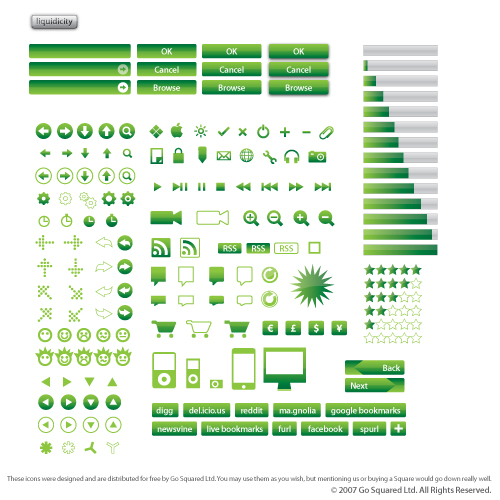 liquidicity
OK OK OK
Cancel Cancel Cancel
Browse Browse Browse
RSS RSS RSS
€ £ $ ¥
Back
Next
digg del.icio.us reddit ma.gnolia google bookmarks
newsvine live bookmarks furl facebook spurl +
These icons were designed and are distributed for free by Go Squared Ltd. You may use them as you wish, but mentioning us or buying a Square would go down really well.
© 2007 Go Squared Ltd. All Rights Reserved.